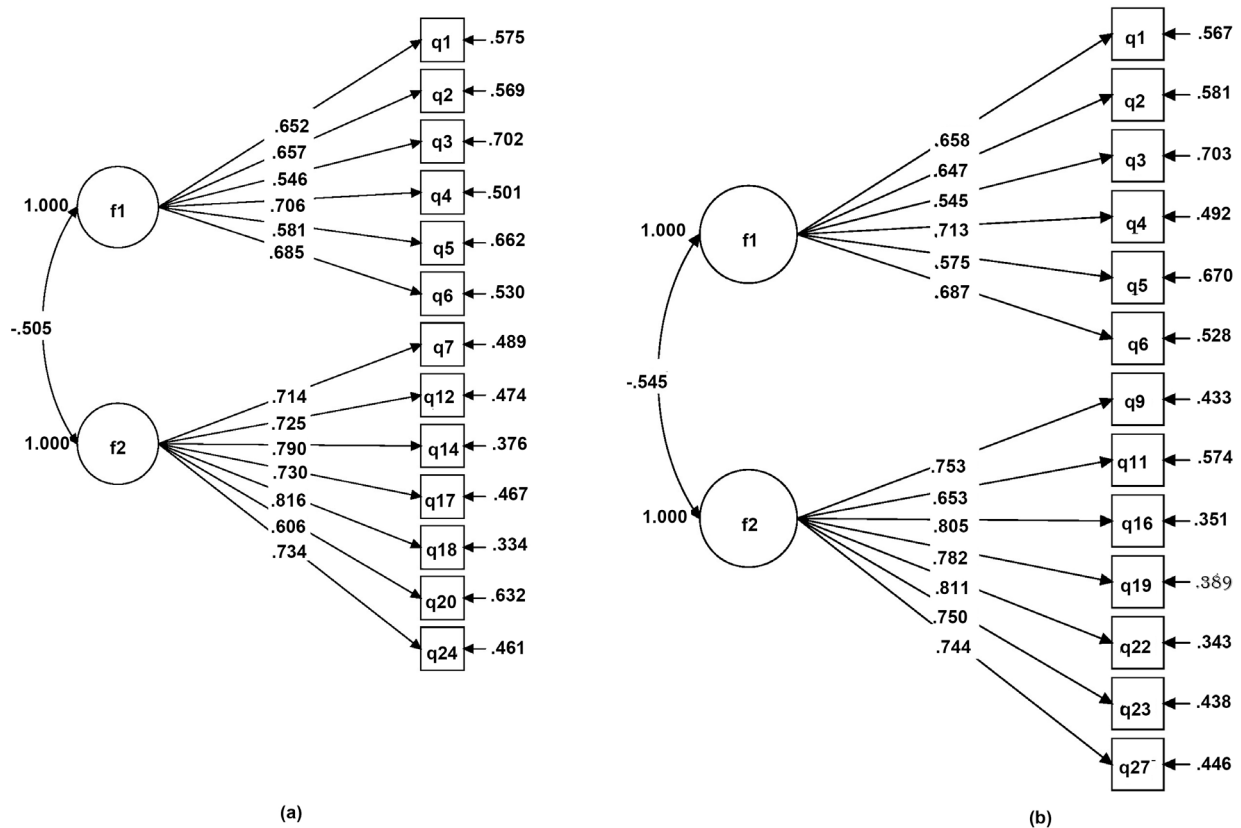 q1 .575
q2 .569
.652
.657 q3 .702
.546
1.000 f1 .706 q4 .501
.581 q5 .662
.685
q6 .530
-.505
q7 .489
.714 q12 .474
.725
1.000 f2 .790 q14 .376
.730
.816 q17 .467
.606
.734 q18 .334
q20 .632
q24 .461
(a)
q1 .567
q2 .581
.658
.647 q3 .703
.545
1.000 f1 .713 q4 .492
.575
.687 q5 .670
q6 .528
-.545
q9 .433
.753 q11 .574
.653
1.000 f2 .805 q16 .351
.782
.811 q19 .389
.750
.744 q22 .343
q23 .438
q27 .446
(b)